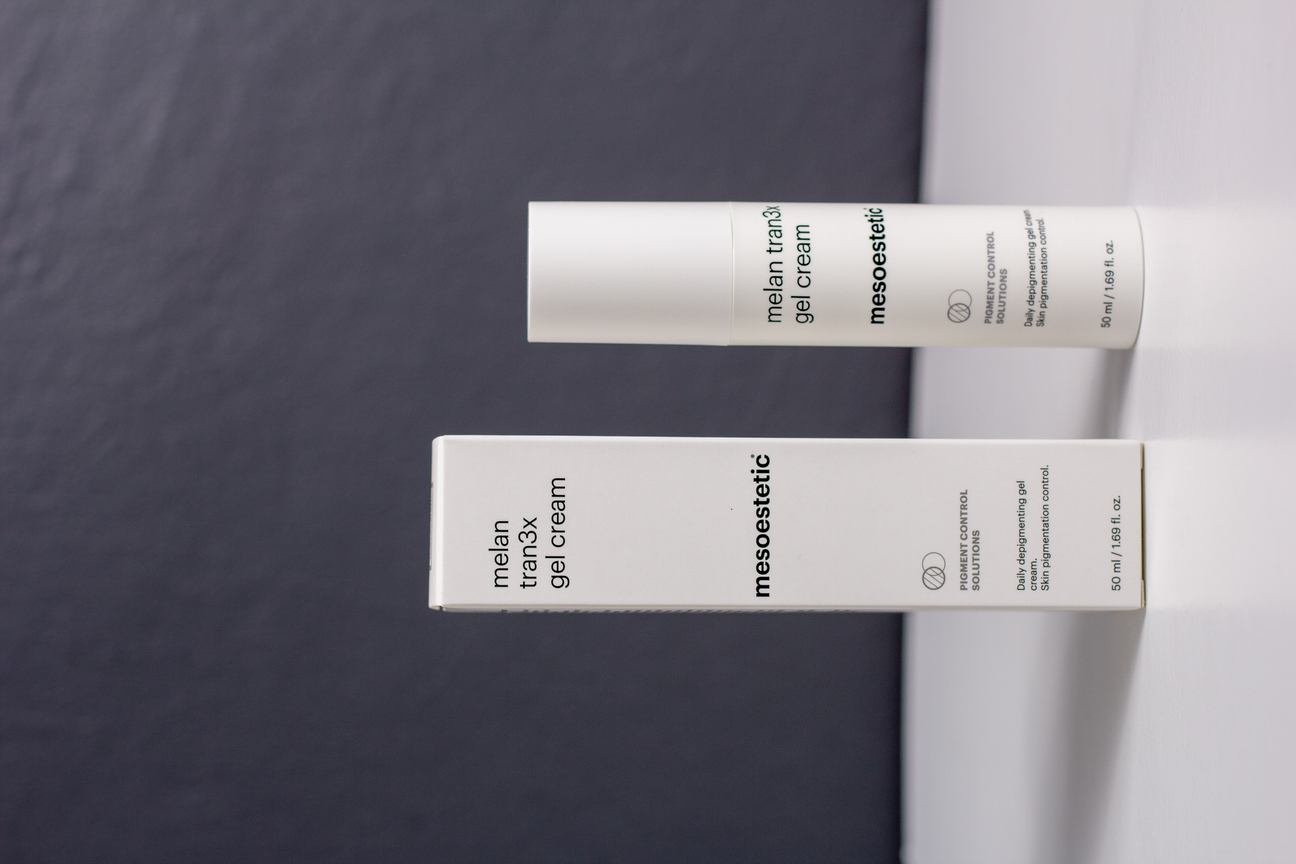 melan
tran3x
gel cream
mesoestetic®
PIGMENT CONTROL
SOLUTIONS
Daily depigmenting gel
cream.
Skin pigmentation control.
50 ml / 1.69 fl. oz.
melan tran3x
gel cream
mesoestetic®
PIGMENT CONTROL
SOLUTIONS
Daily depigmenting gel cream.
Skin pigmentation control.
50 ml / 1.69 fl. oz.